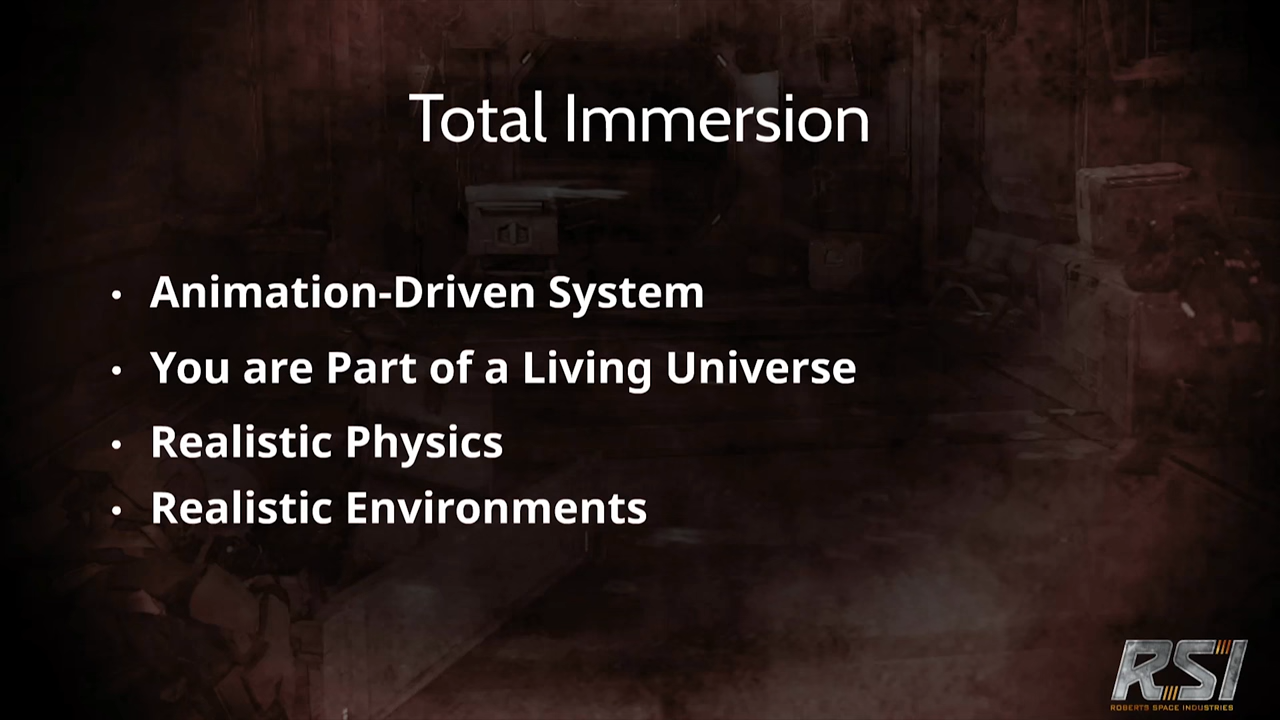 Total Immersion
• Animation-Driven System
• You are Part of a Living Universe
• Realistic Physics
• Realistic Environments
RSI
ROBERTS SPACE INDUSTRIES